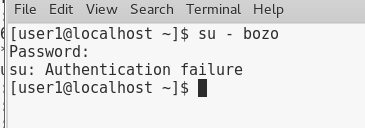 File Edit View Search Terminal Help
[user1@localhost ~]$ su - bozo
Password:
su: Authentication failure
[user1@localhost ~]$